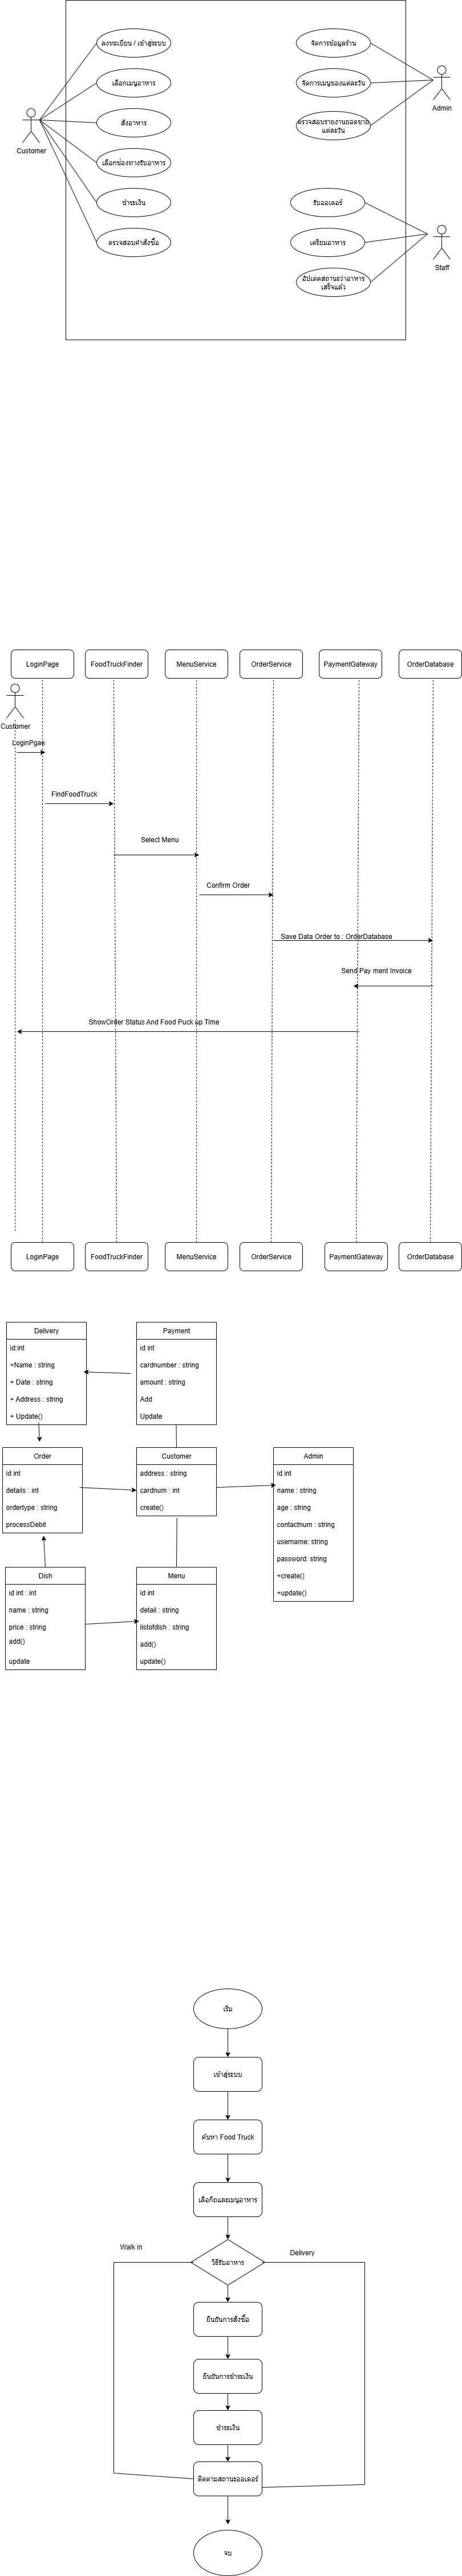 ลงทะเบียน / เข้าสู่ระบบ
เลือกเมนูอาหาร
สั่งอาหาร
เลือกช่องทางรับอาหาร
ชำระเงิน
ตรวจสอบคำสั่งซื้อ
Customer
จัดการข้อมูลร้าน
จัดการเมนูของแต่ละวัน
ตรวจสอบรายงานยอดขาย
แต่ละวัน
Admin
รับออเดอร์
เตรียมอาหาร
อัปเดตสถานะว่าอาหาร
เสร็จแล้ว
Staff
LoginPage
FoodTruckFinder
MenuService
OrderService
PaymentGateway
OrderDatabase
Customer
LoginPgae
FindFoodTruck
Select Menu
Confirm Order
Save Data Order to : OrderDatabase
Send Pay ment Invoice
ShowOrder Status And Food Puck up Time
LoginPage
FoodTruckFinder
MenuService
OrderService
PaymentGateway
OrderDatabase
Delivery
id:int
+Name : string
+ Date : string
+ Address : string
+ Update()
Payment
id int
cardnumber : string
amount : string
Add
Update
Order
id int
details : int
ordertype : string
processDebit
Customer
address : string
cardnum : int
create()
Admin
id int
name : string
age : string
contactnum : string
username: string
password: string
+create()
+update()
Dish
id int : int
name : string
price : string
add()
update
Menu
id int
detail : string
listofdish : string
add()
update()
เริ่ม
เข้าสู่ระบบ
ค้นหา Food Truck
เลือกัถและเมนูอาหาร
วิธีรับอาหาร
Walk in
Delivery
ยืนยันการสั่งซื้อ
ยืนยันการชำระเงิน
ชำระเงิน
ติดตามสถานะออเดอร์
จบ